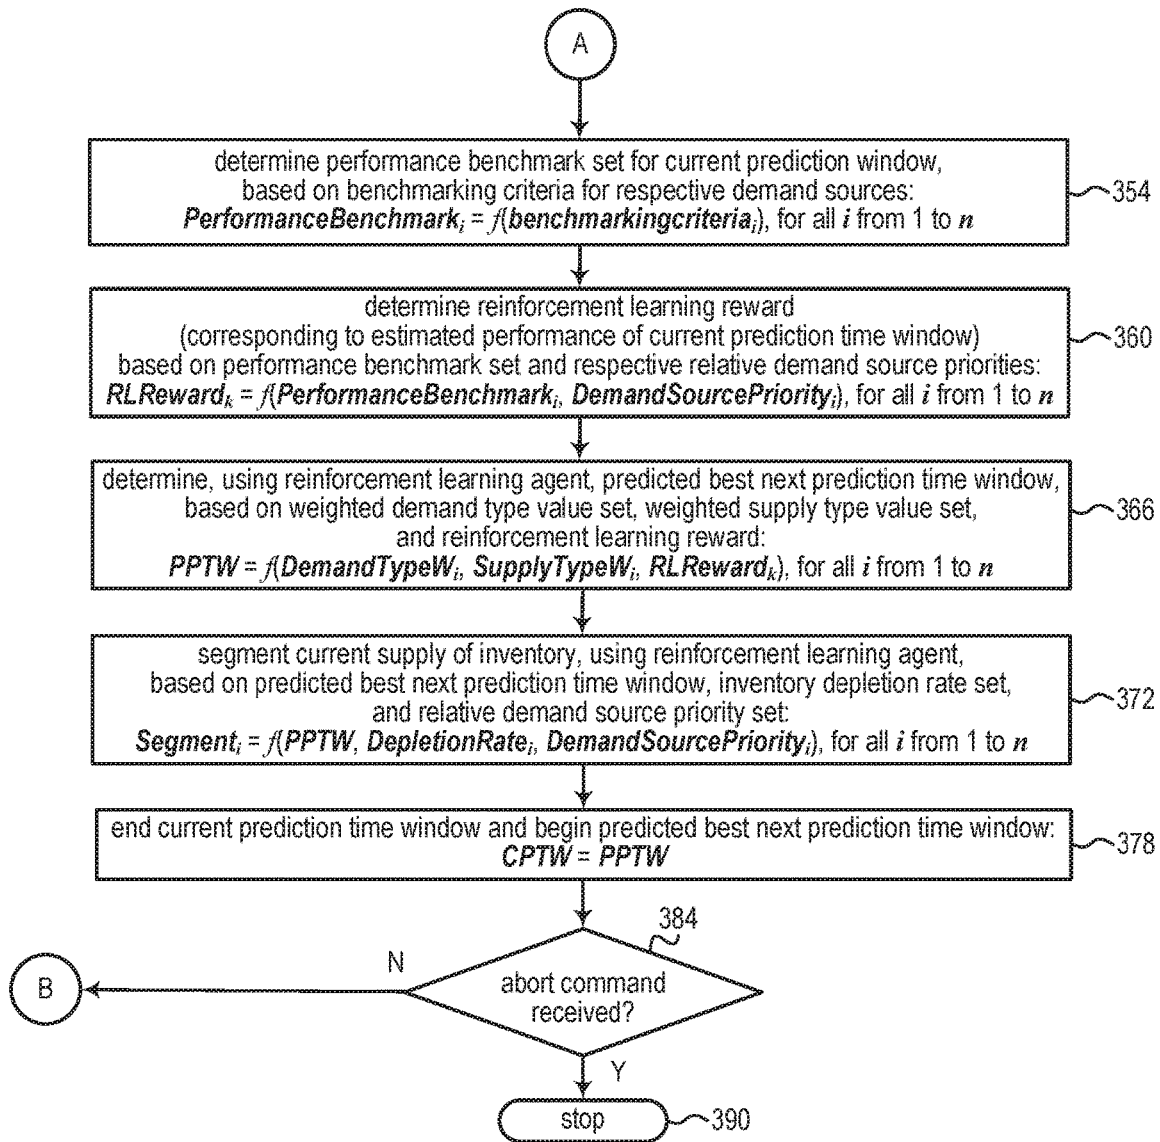 A
determine performance benchmark set for current prediction window,
based on benchmarking criteria for respective demand sources:
PerformanceBenchmarkᵢ = f(benchmarkingcriteriaᵢ), for all i from 1 to n
354
determine reinforcement learning reward
(corresponding to estimated performance of current prediction time window)
based on performance benchmark set and respective relative demand source priorities:
RLRewardₖ = f(PerformanceBenchmarkᵢ, DemandSourcePriorityᵢ), for all i from 1 to n
360
determine, using reinforcement learning agent, predicted best next prediction time window,
based on weighted demand type value set, weighted supply type value set,
and reinforcement learning reward:
PPTW = f(DemandTypeWᵢ, SupplyTypeWᵢ, RLRewardₖ), for all i from 1 to n
366
segment current supply of inventory, using reinforcement learning agent,
based on predicted best next prediction time window, inventory depletion rate set,
and relative demand source priority set:
Segmentᵢ = f(PPTW, DepletionRateᵢ, DemandSourcePriorityᵢ), for all i from 1 to n
372
end current prediction time window and begin predicted best next prediction time window:
CPTW = PPTW
378
384
N
B
abort command
received?
Y
stop
390